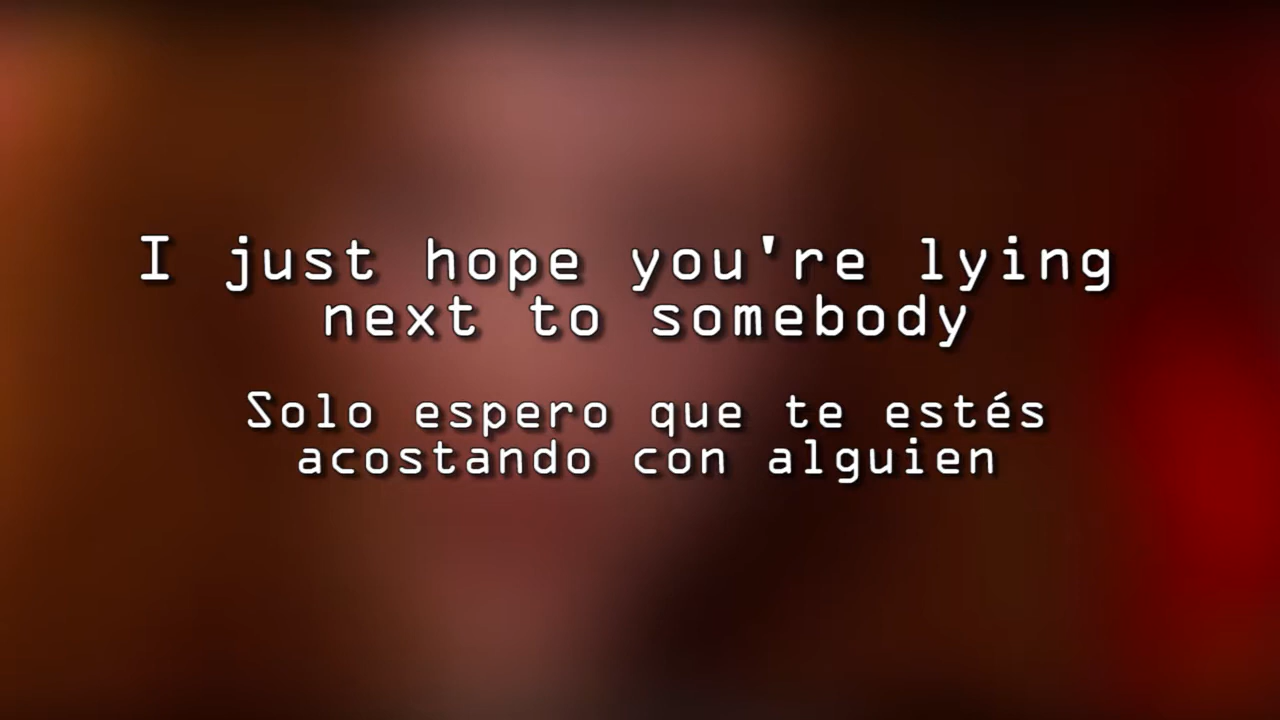 I just hope you're lying
next to somebody
Solo espero que te estés
acostando con alguien